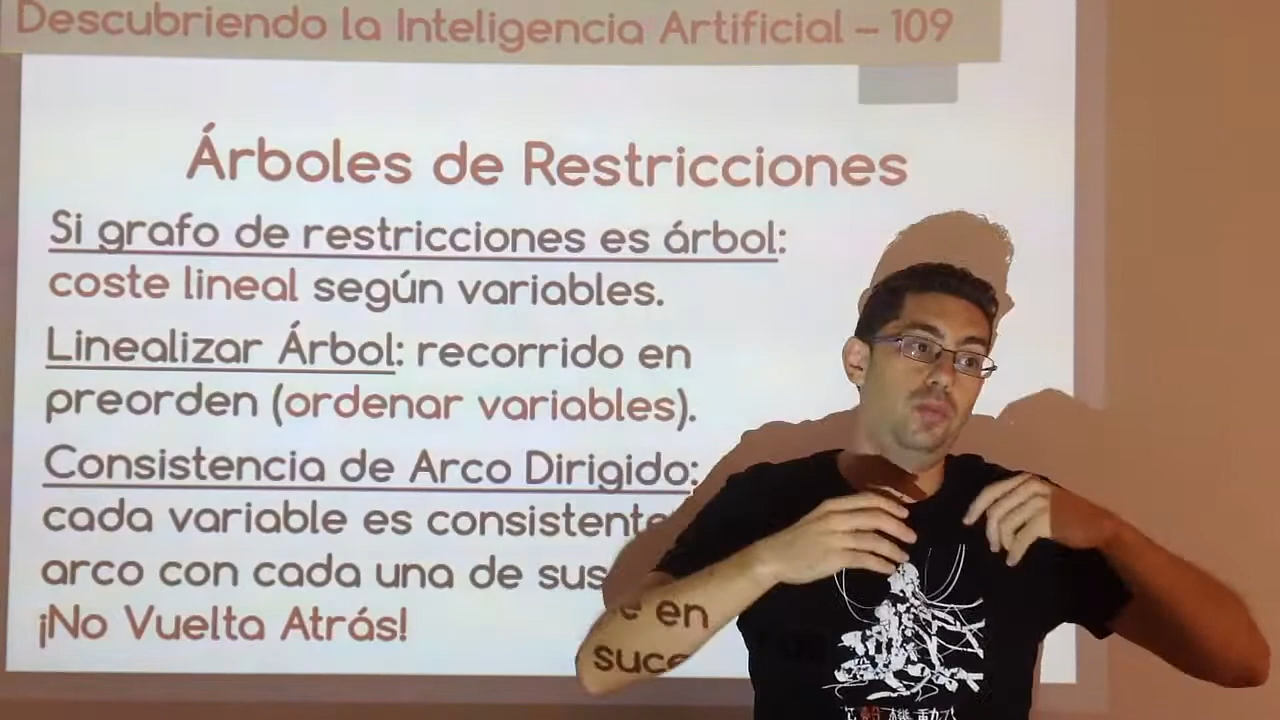 Descubriendo la Inteligencia Artificial – 109
Árboles de Restricciones
Si grafo de restricciones es árbol:
coste lineal según variables.
Linealizar Árbol: recorrido en
preorden (ordenar variables).
Consistencia de Arco Dirigido:
cada variable es consistente en
arco con cada una de sus
¡No Vuelta Atrás!
機動